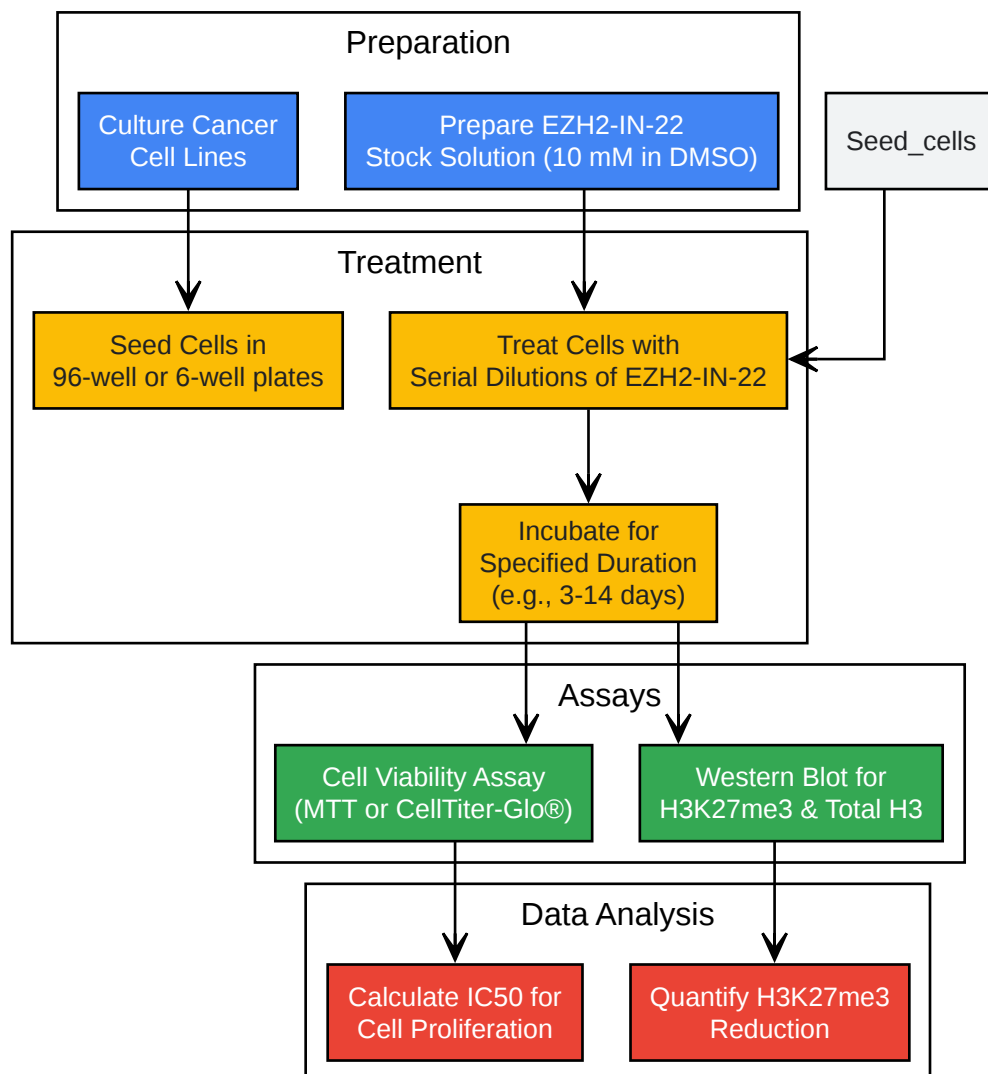 Preparation
Culture Cancer
Cell Lines
Prepare EZH2-IN-22
Stock Solution (10 mM in DMSO)
Seed_cells
Treatment
Seed Cells in
96-well or 6-well plates
Treat Cells with
Serial Dilutions of EZH2-IN-22
Incubate for
Specified Duration
(e.g., 3-14 days)
Assays
Cell Viability Assay
(MTT or CellTiter-Glo®)
Western Blot for
H3K27me3 & Total H3
Data Analysis
Calculate IC50 for
Cell Proliferation
Quantify H3K27me3
Reduction